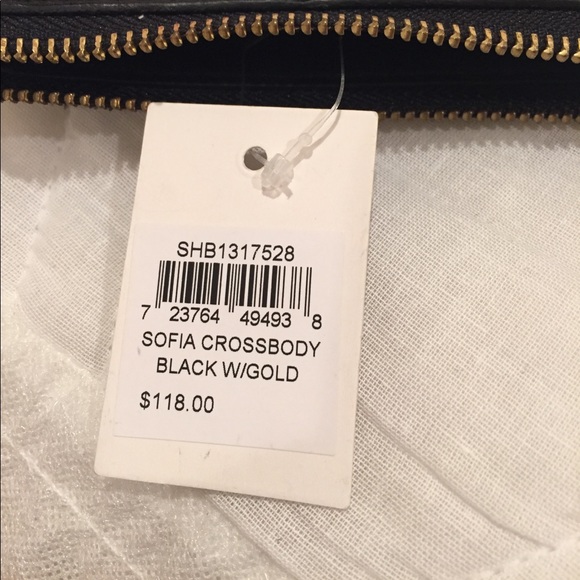 SHB1317528
7 23764 49493 8
SOFIA CROSSBODY
BLACK W/GOLD
$118.00